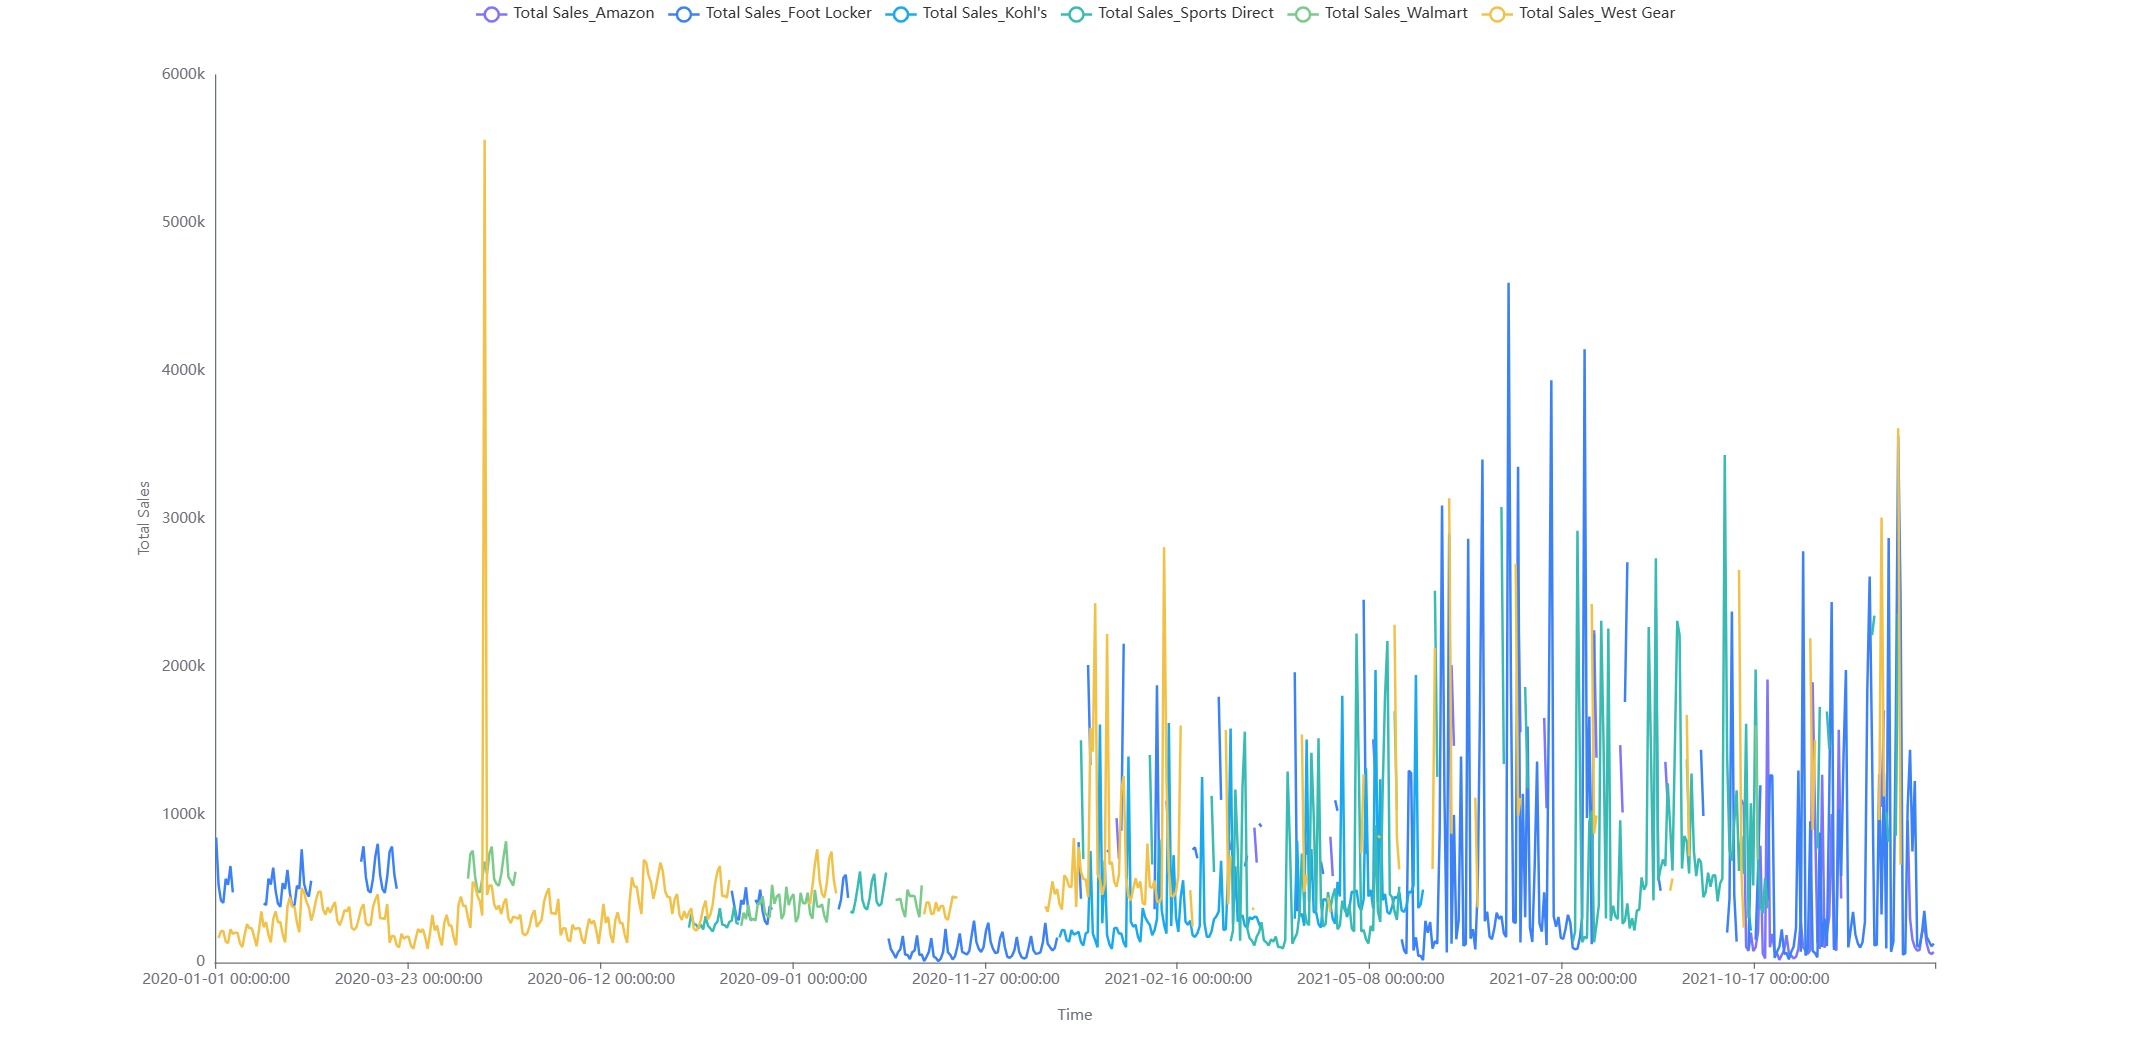 Total Sales_Amazon Total Sales_Foot Locker Total Sales_Kohl's Total Sales_Sports Direct Total Sales_Walmart Total Sales_West Gear
6000k
5000k
4000k
3000k
2000k
1000k
0
Total Sales
2020-01-01 00:00:00 2020-03-23 00:00:00 2020-06-12 00:00:00 2020-09-01 00:00:00 2020-11-27 00:00:00 2021-02-16 00:00:00 2021-05-08 00:00:00 2021-07-28 00:00:00 2021-10-17 00:00:00
Time